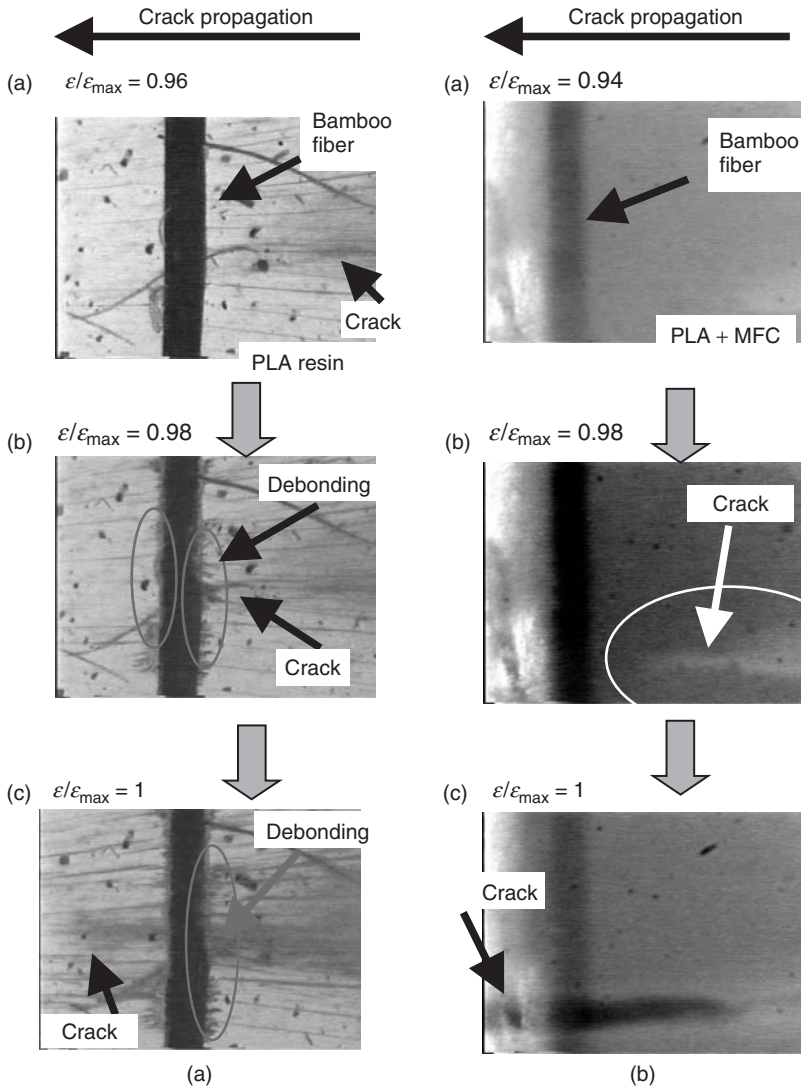 Crack propagation
(a) ε/εmax = 0.96
Bamboo
fiber
Crack
PLA resin
(b) ε/εmax = 0.98
Debonding
Crack
(c) ε/εmax = 1
Debonding
Crack
(a)
Crack propagation
(a) ε/εmax = 0.94
Bamboo
fiber
PLA + MFC
(b) ε/εmax = 0.98
Crack
(c) ε/εmax = 1
Crack
(b)